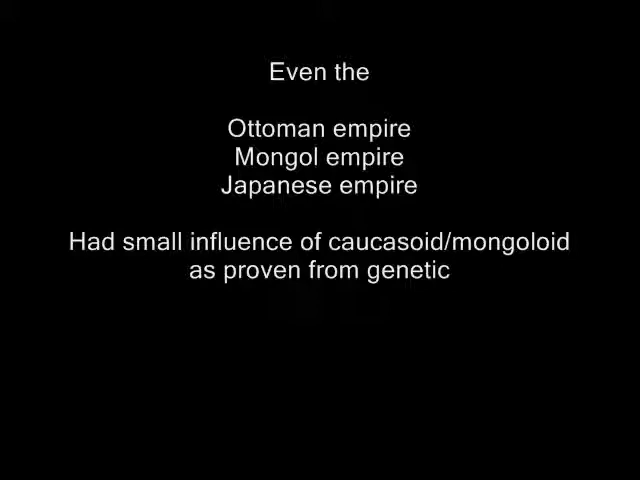 Even the
Ottoman empire
Mongol empire
Japanese empire
Had small influence of caucasoid/mongoloid
as proven from genetic